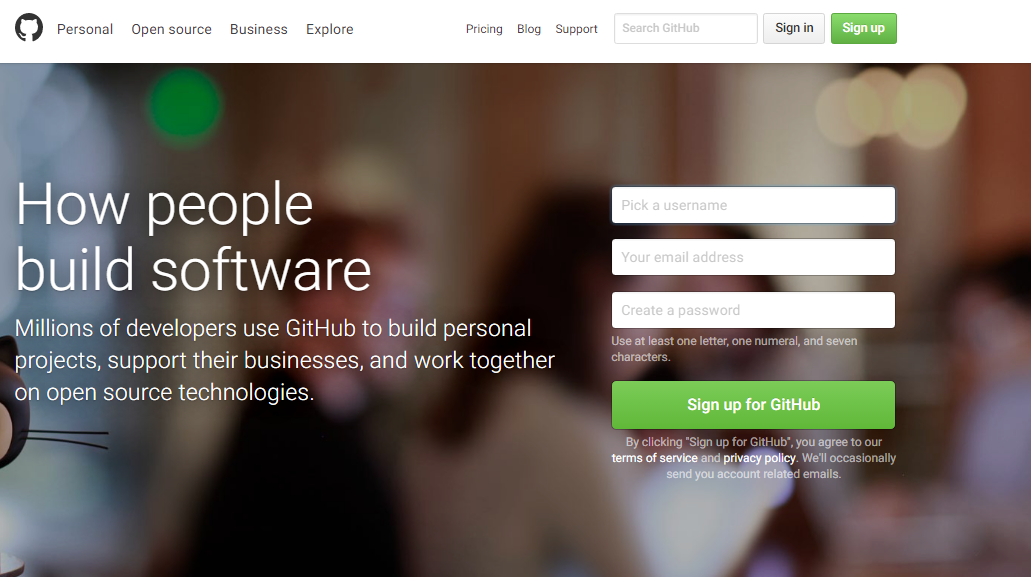 Personal Open source Business Explore Pricing Blog Support Search GitHub Sign in Sign up
How people
build software
Millions of developers use GitHub to build personal
projects, support their businesses, and work together
on open source technologies.
Pick a username
Your email address
Create a password
Use at least one letter, one numeral, and seven
characters.
Sign up for GitHub
By clicking "Sign up for GitHub", you agree to our
terms of service and privacy policy. We'll occasionally
send you account related emails.